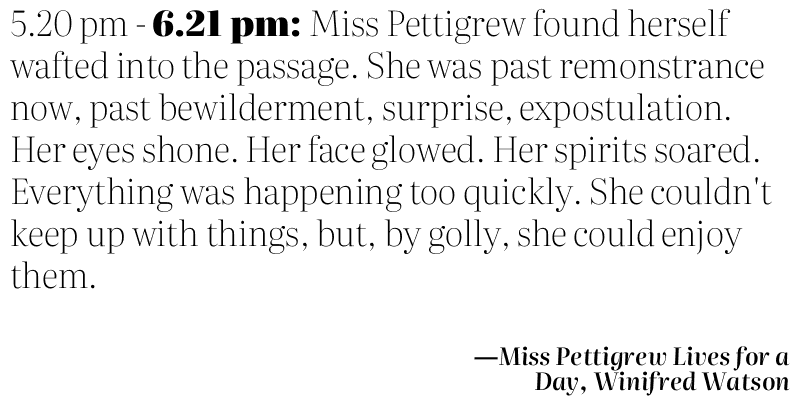 5.20 pm - 6.21 pm: Miss Pettigrew found herself
wafted into the passage. She was past remonstrance
now, past bewilderment, surprise, expostulation.
Her eyes shone. Her face glowed. Her spirits soared.
Everything was happening too quickly. She couldn't
keep up with things, but, by golly, she could enjoy
them.
—Miss Pettigrew Lives for a
Day, Winifred Watson